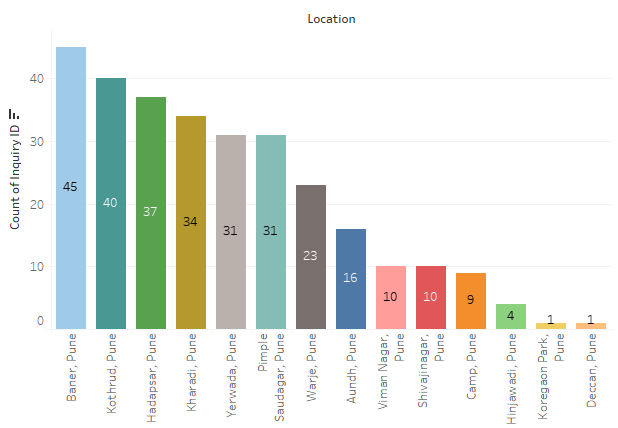 Location
Count of Inquiry ID
40
30
20
10
0
45
40
37
34
31
31
23
16
10
10
9
4
1
1
Baner, Pune
Kothrud, Pune
Hadapsar, Pune
Kharadi, Pune
Yerwada, Pune
Pimple
Saudagar, Pune
Warje, Pune
Aundh, Pune
Viman Nagar,
Pune
Shivajinagar,
Pune
Camp, Pune
Hinjawadi, Pune
Koregaon Park,
Pune
Deccan, Pune